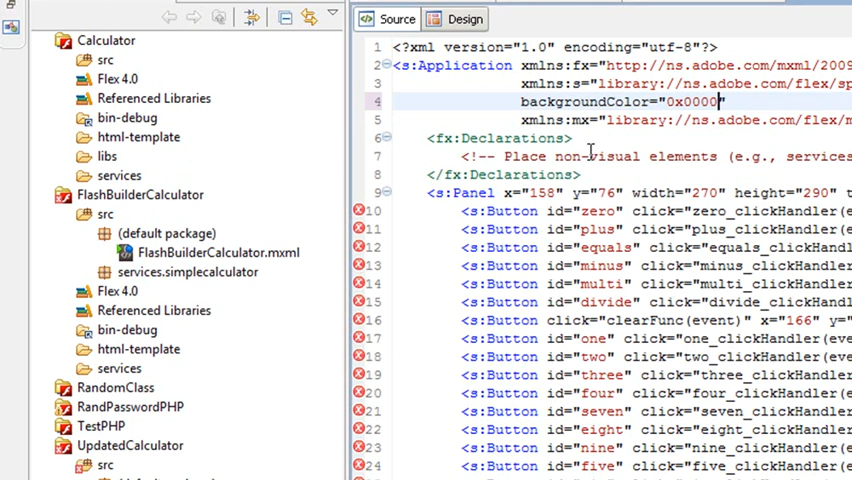 Calculator
src
Flex 4.0
Referenced Libraries
bin-debug
html-template
libs
services
FlashBuilderCalculator
src
(default package)
FlashBuilderCalculator.mxml
services.simplecalculator
Flex 4.0
Referenced Libraries
bin-debug
html-template
services
RandomClass
RandPasswordPHP
TestPHP
UpdatedCalculator
src
Source Design
1 <?xml version="1.0" encoding="utf-8"?>
2 <s:Application xmlns:fx="http://ns.adobe.com/mxml/2009
3 xmlns:s="library://ns.adobe.com/flex/sp
4 backgroundColor="0x0000"
5 xmlns:mx="library://ns.adobe.com/flex/m
6 <fx:Declarations>
7 <!-- Place non-visual elements (e.g., services
8 </fx:Declarations>
9 <s:Panel x="158" y="76" width="270" height="290" t
10 <s:Button id="zero" click="zero_clickHandler(e
11 <s:Button id="plus" click="plus_clickHandler(e
12 <s:Button id="equals" click="equals_clickHandl
13 <s:Button id="minus" click="minus_clickHandler
14 <s:Button id="multi" click="multi_clickHandler
15 <s:Button id="divide" click="divide_clickHandl
16 <s:Button click="clearFunc(event)" x="166" y="
17 <s:Button id="one" click="one_clickHandler(eve
18 <s:Button id="two" click="two_clickHandler(eve
19 <s:Button id="three" click="three_clickHandler
20 <s:Button id="four" click="four_clickHandler(e
21 <s:Button id="seven" click="seven_clickHandler
22 <s:Button id="eight" click="eight_clickHandler
23 <s:Button id="nine" click="nine_clickHandler(e
24 <s:Button id="five" click="five_clickHandler(e